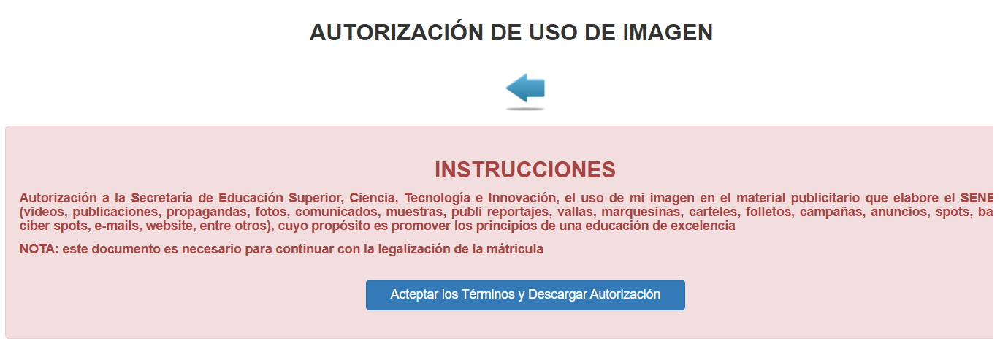 AUTORIZACIÓN DE USO DE IMAGEN
INSTRUCCIONES
Autorización a la Secretaría de Educación Superior, Ciencia, Tecnología e Innovación, el uso de mi imagen en el material publicitario que elabore el SENE
(videos, publicaciones, propagandas, fotos, comunicados, muestras, publi reportajes, vallas, marquesinas, carteles, folletos, campañas, anuncios, spots, ba
ciber spots, e-mails, website, entre otros), cuyo propósito es promover los principios de una educación de excelencia
NOTA: este documento es necesario para continuar con la legalización de la mátricula
Acteptar los Términos y Descargar Autorización